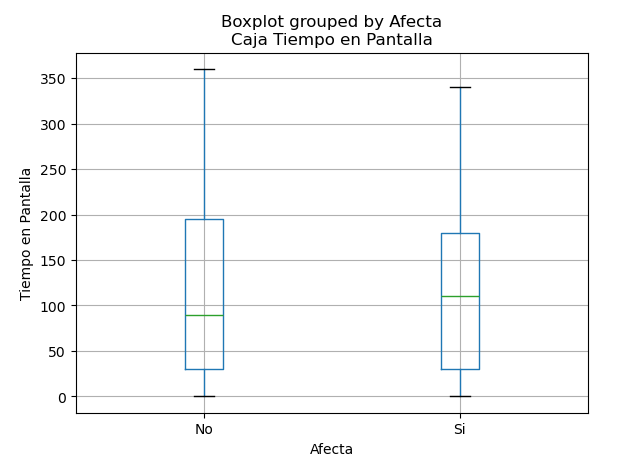 Boxplot grouped by Afecta
Caja Tiempo en Pantalla
350
300
250
200
150
100
50
0
Tiempo en Pantalla
No
Si
Afecta